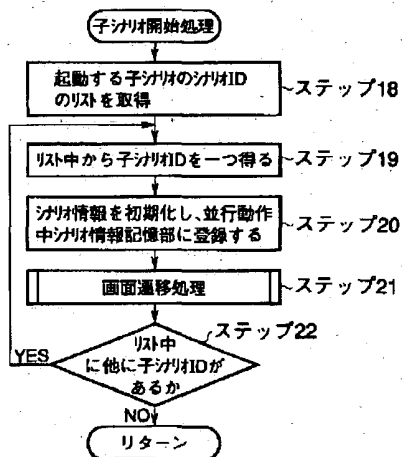 子シナリオ開始処理
起動する子シナリオのシナリオID
のリストを取得
ステップ18
リスト中から子シナリオIDを一つ得る
ステップ19
シナリオ情報を初期化し、並行動作
中シナリオ情報記憶部に登録する
ステップ20
画面遷移処理
ステップ21
ステップ22
リスト中
に他に子シナリオIDが
あるか
YES
NO
リターン